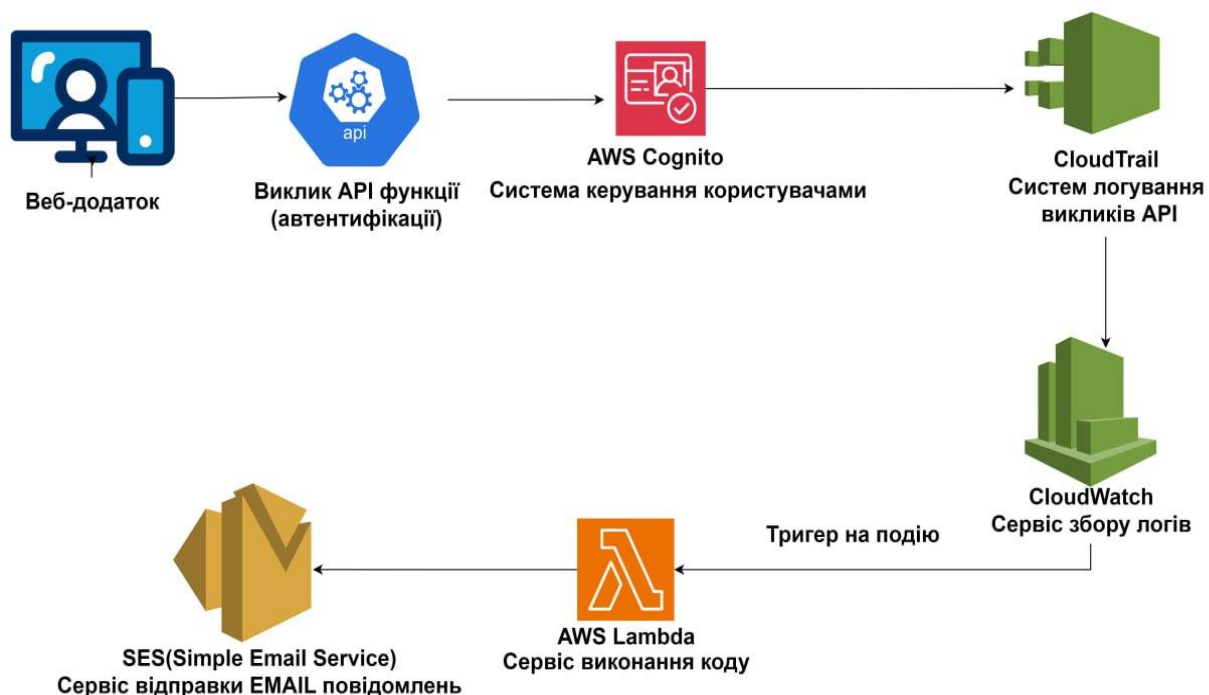 Веб-додаток
api
Виклик API функції
(автентифікації)
AWS Cognito
Система керування користувачами
CloudTrail
Систем логування
викликів API
CloudWatch
Сервіс збору логів
Тригер на подію
AWS Lambda
Сервіс виконання коду
SES(Simple Email Service)
Сервіс відправки EMAIL повідомлень